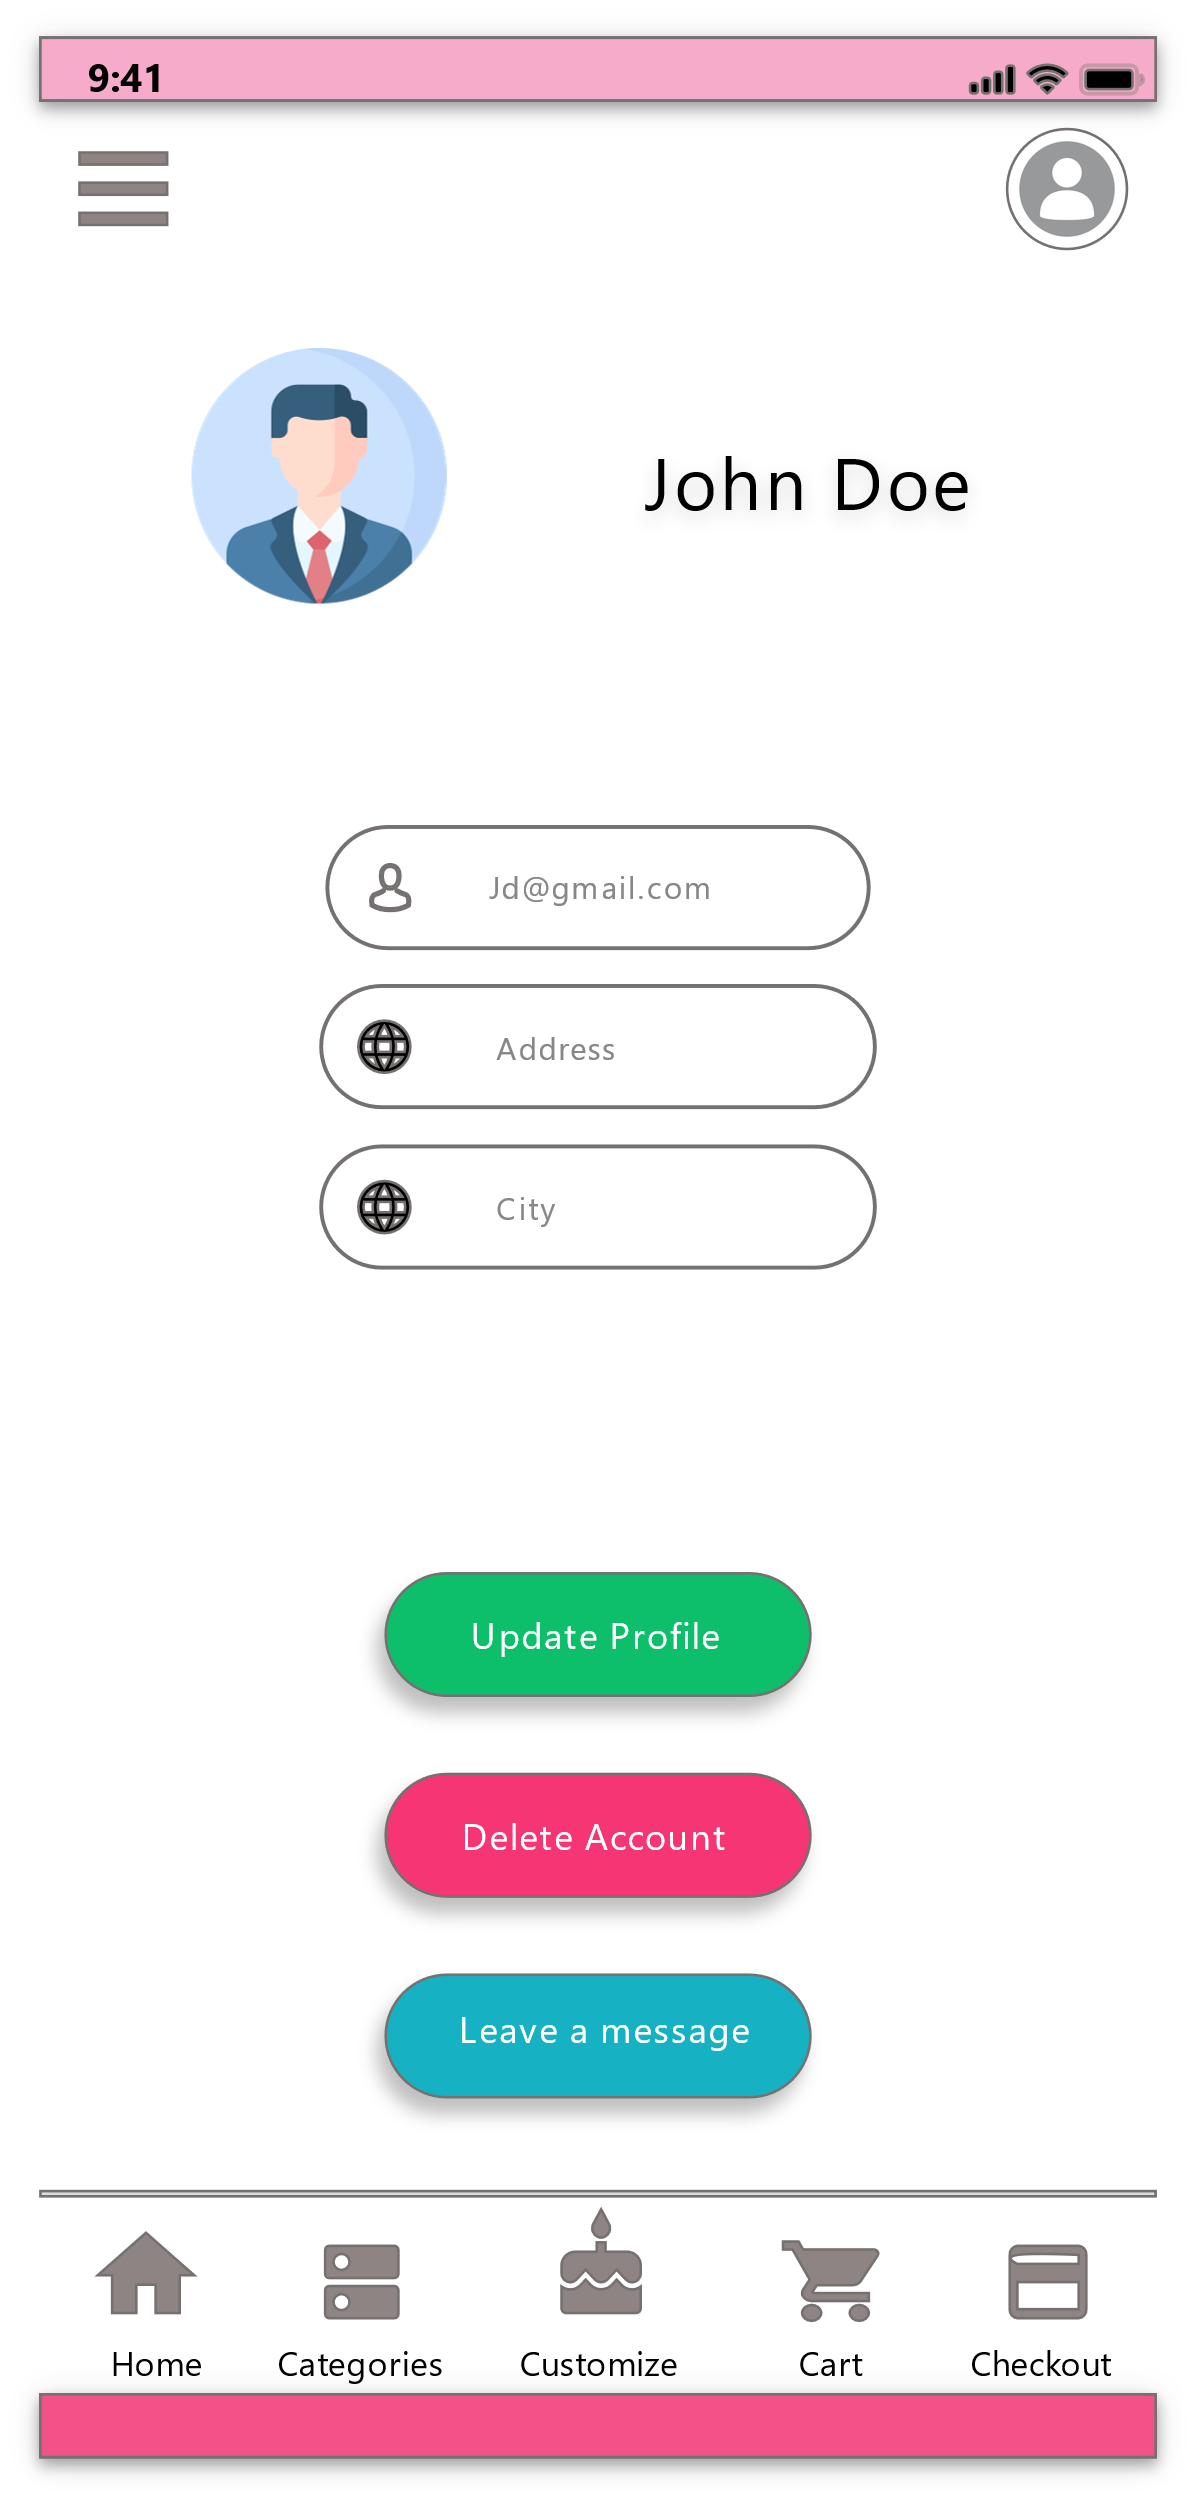 9:41
John Doe
Jd@gmail.com
Address
City
Update Profile
Delete Account
Leave a message
Home Categories Customize Cart Checkout